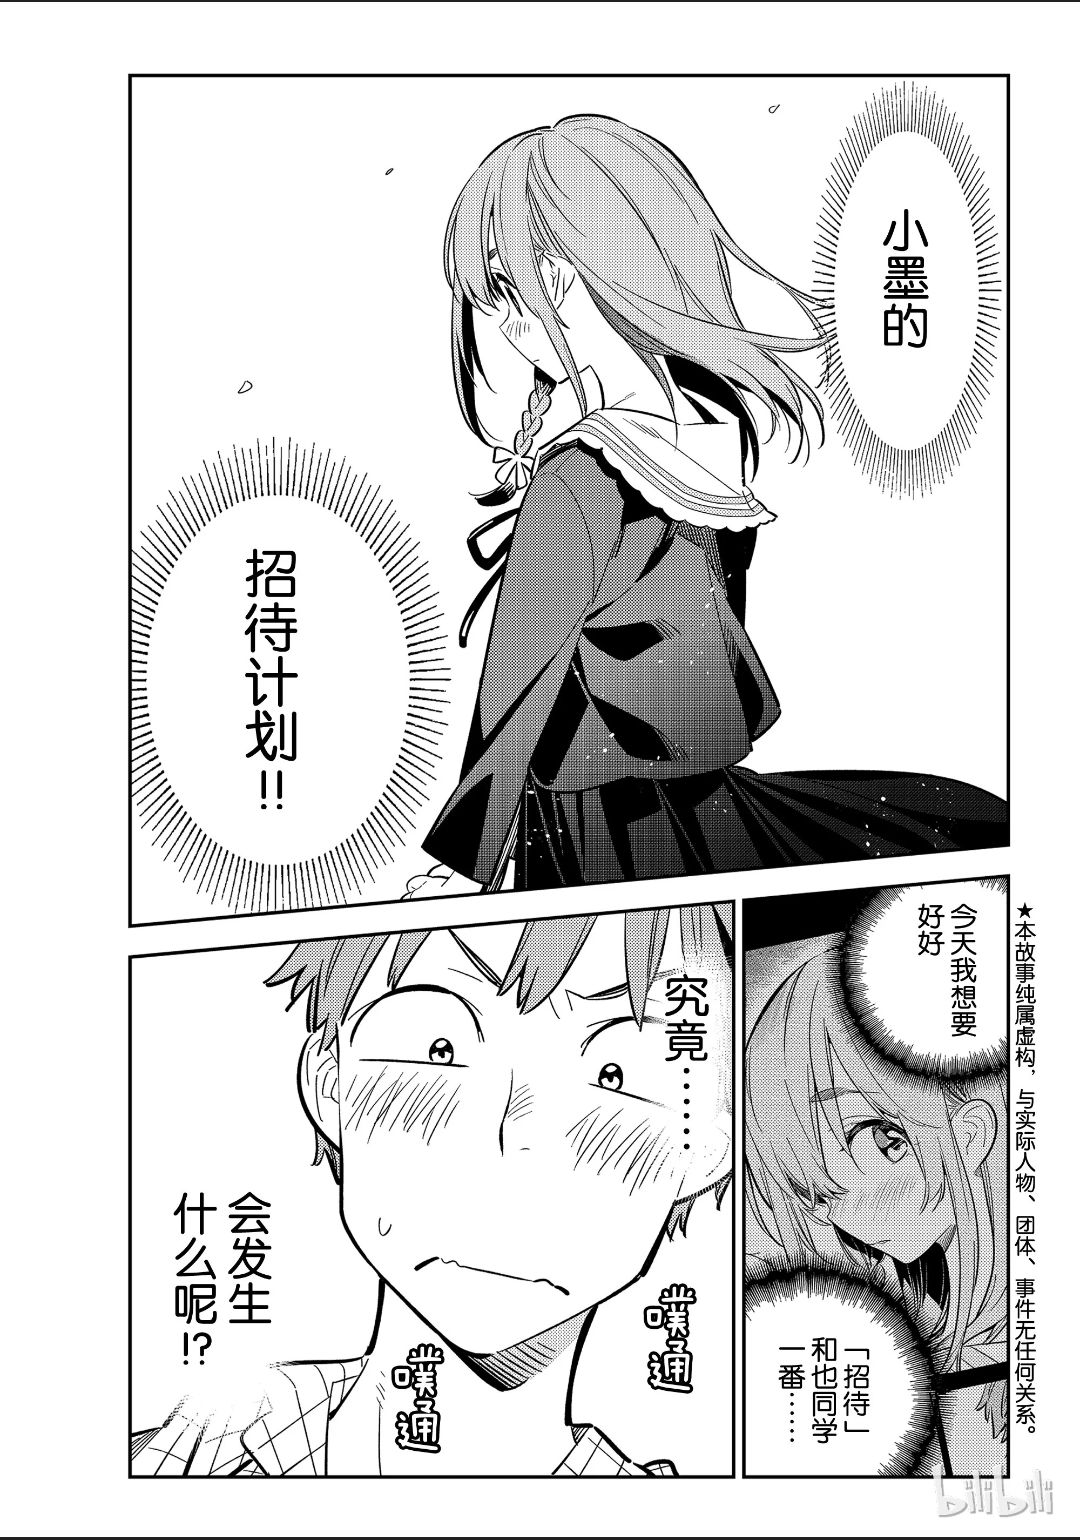 小墨的
招待计划!!
今天我想要
好好
「招待」
和也同学
一番……
究竟……
会发生
什么呢!?
噗通
噗通
★本故事纯属虚构，与实际人物、团体、事件无任何关系。
bilibili